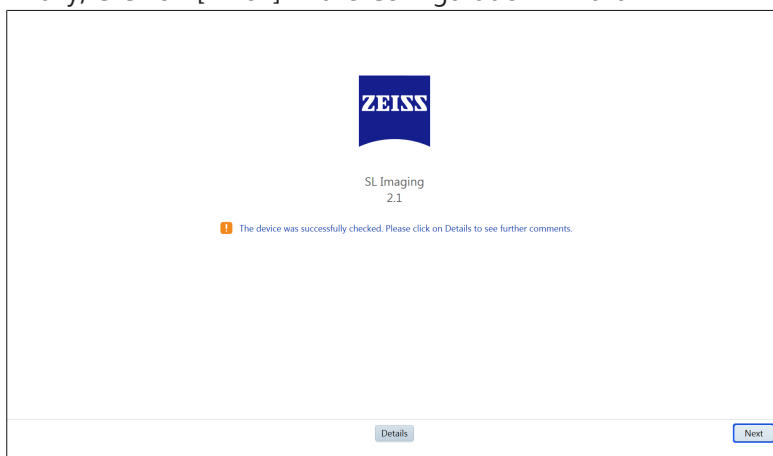 ZEISS
SL Imaging
2.1
The device was successfully checked. Please click on Details to see further comments.
Details
Next